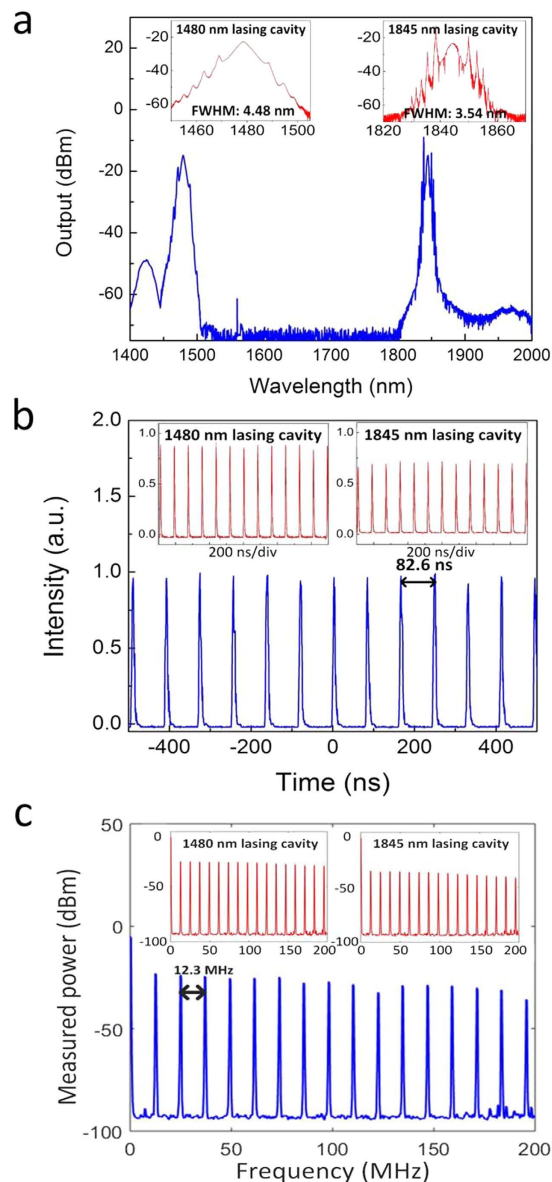 a
20
0
-20
-40
-60
Output (dBm)
1400 1500 1600 1700 1800 1900 2000
Wavelength (nm)
1480 nm lasing cavity
-20
-40
-60
FWHM: 4.48 nm
1460 1480 1500
1845 nm lasing cavity
-20
-40
-60
FWHM: 3.54 nm
1820 1840 1860
b
2.0
1.5
1.0
0.5
0.0
Intensity (a.u.)
-400 -200 0 200 400
Time (ns)
1480 nm lasing cavity
1.0
0.5
0.0
200 ns/div
1845 nm lasing cavity
1.0
0.5
0.0
200 ns/div
82.6 ns
c
50
0
-50
-100
Measured power (dBm)
0 50 100 150 200
Frequency (MHz)
1480 nm lasing cavity
0
-50
-100
0 50 100 150 200
1845 nm lasing cavity
0
-50
-100
0 50 100 150 200
12.3 MHz